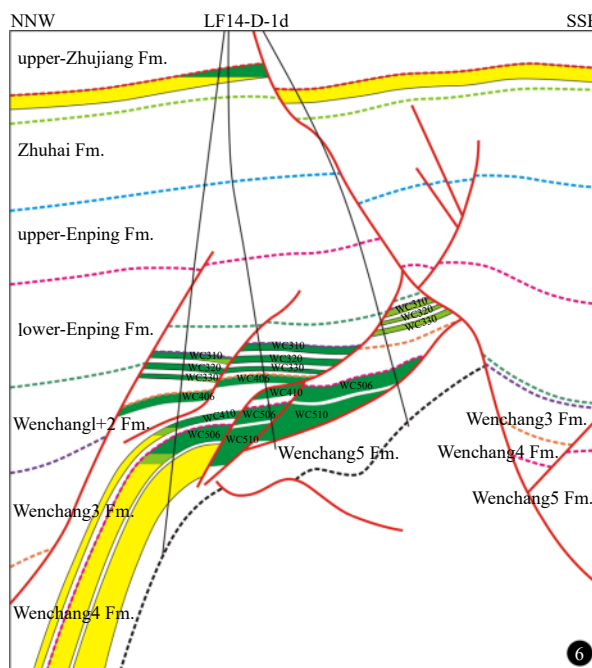 NNW LF14-D-1d SSE
upper-Zhujiang Fm.
Zhuhai Fm.
upper-Enping Fm.
lower-Enping Fm.
WC310
WC320
WC330
WC310
WC310
WC320
WC320
WC330
WC330
WC406
WC406
WC410
WC506
WC410
WC506
WC510
WC506
WC510
Wenchang1+2 Fm.
Wenchang3 Fm.
Wenchang5 Fm.
Wenchang4 Fm.
Wenchang5 Fm.
Wenchang3 Fm.
Wenchang4 Fm.
6